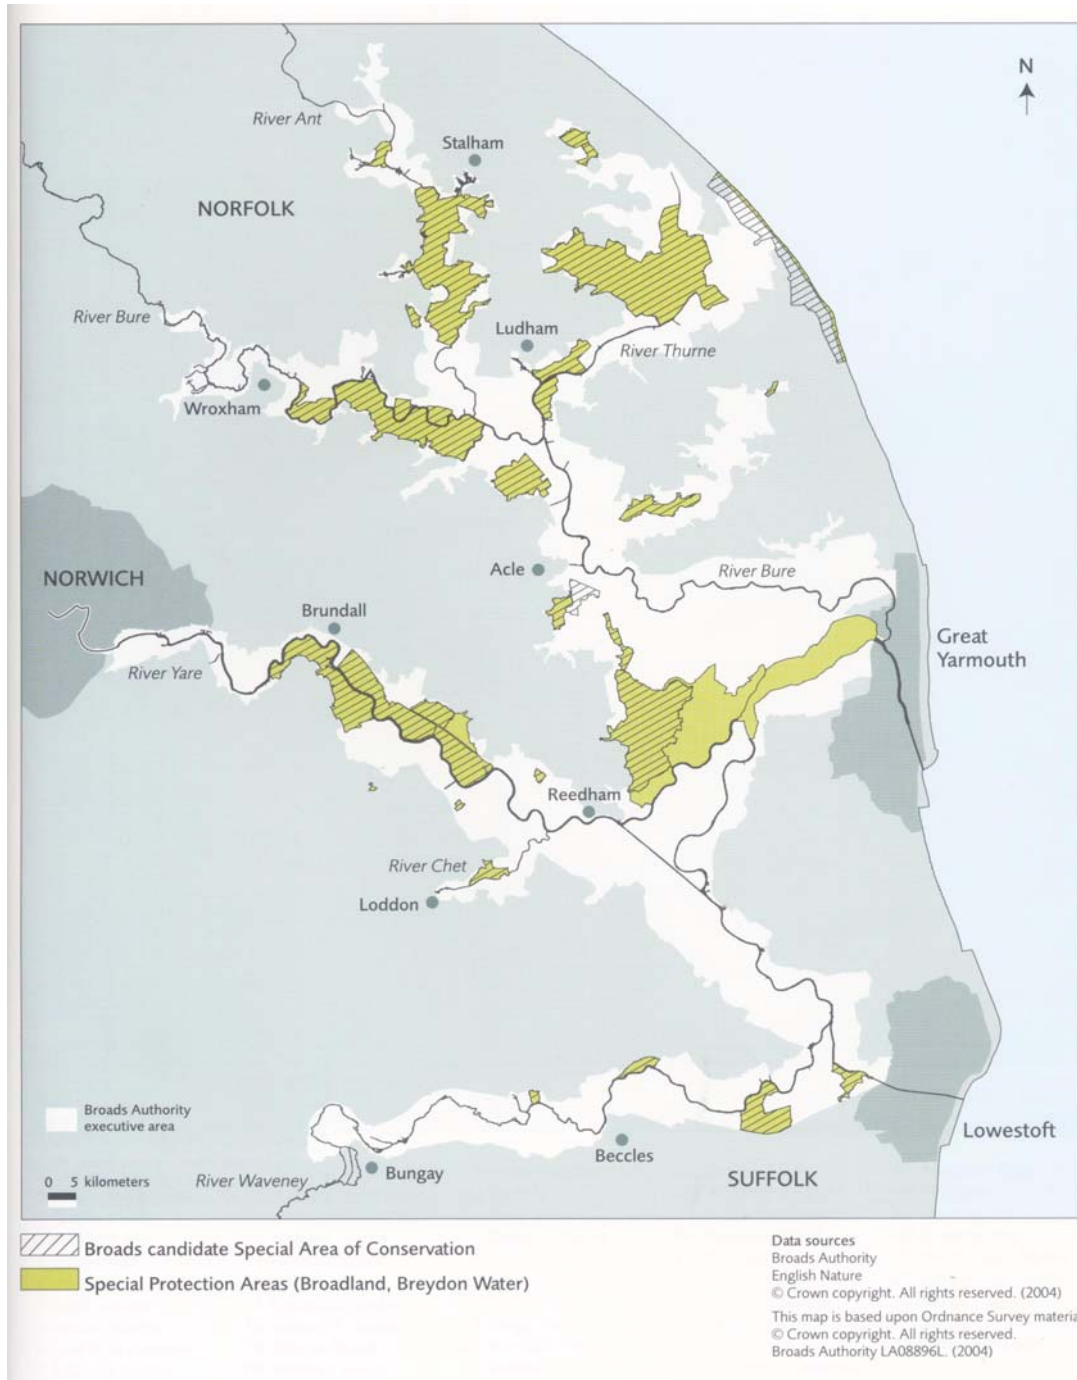 N
River Ant
Stalham
NORFOLK
River Bure
Ludham
River Thurne
Wroxham
NORWICH
Acle
River Bure
Brundall
Great
Yarmouth
River Yare
Reedham
River Chet
Loddon
Broads Authority
executive area
Lowestoft
Beccles
0 5 kilometers
River Waveney
Bungay
SUFFOLK
Broads candidate Special Area of Conservation
Special Protection Areas (Broadland, Breydon Water)
Data sources
Broads Authority
English Nature
© Crown copyright. All rights reserved. (2004)
This map is based upon Ordnance Survey materia
© Crown copyright. All rights reserved.
Broads Authority LA08896L. (2004)